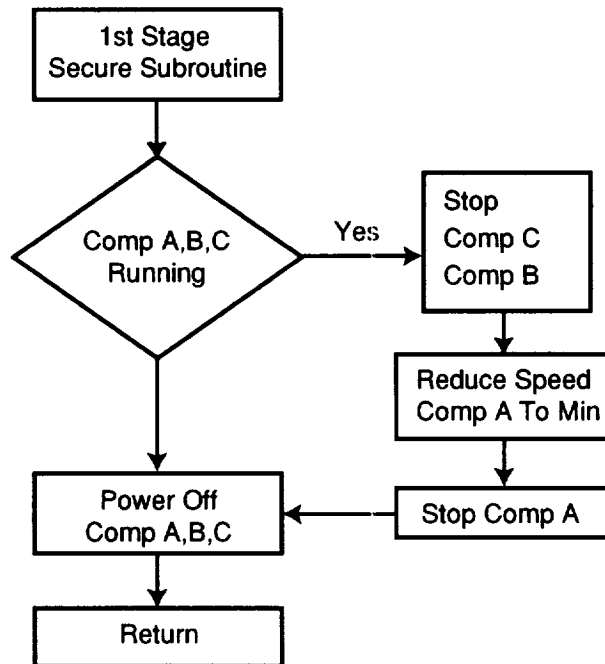 1st Stage
Secure Subroutine
Comp A,B,C
Running
Yes
Stop
Comp C
Comp B
Reduce Speed
Comp A To Min
Stop Comp A
Power Off
Comp A,B,C
Return